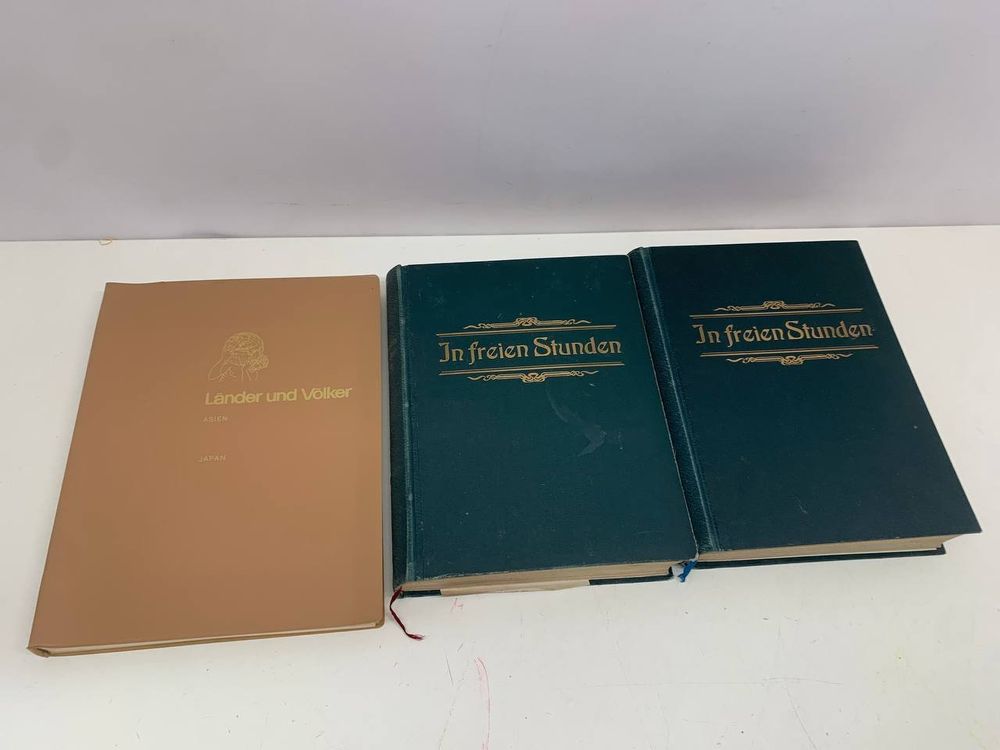 Länder und Völker
ASIEN
JAPAN
In freien Stunden
In freien Stunden